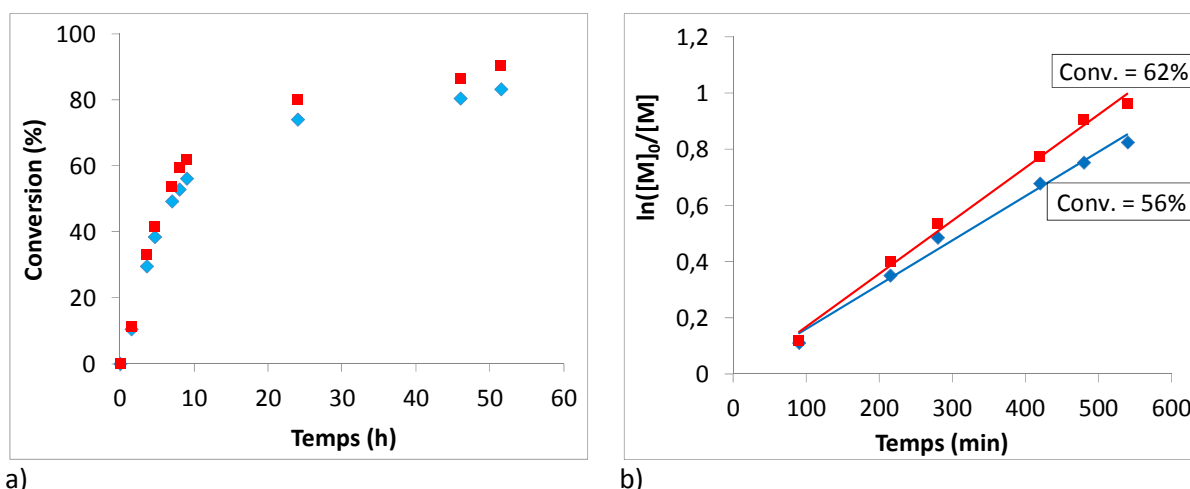 100
80
60
40
20
0
Conversion (%)
0 10 20 30 40 50 60
Temps (h)
a)
1,2
1
0,8
0,6
0,4
0,2
0
ln([M]0/[M]
Conv. = 62%
Conv. = 56%
0 100 200 300 400 500 600
Temps (min)
b)